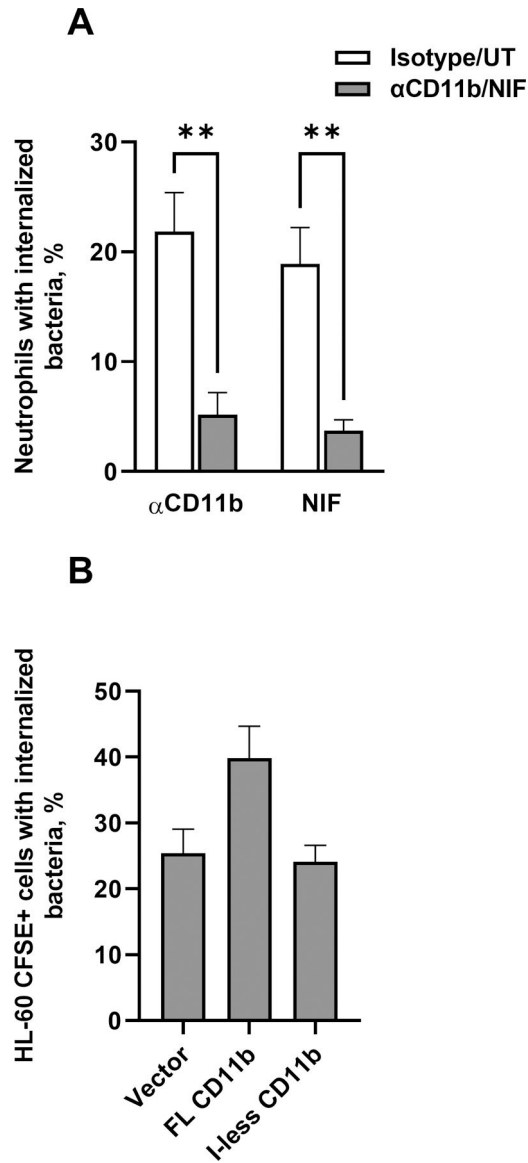 A
Isotype/UT
αCD11b/NIF
Neutrophils with internalized
bacteria, %
30
20
10
0
**
**
αCD11b
NIF
B
HL-60 CFSE+ cells with internalized
bacteria, %
50
40
30
20
10
0
Vector
FL CD11b
I-less CD11b